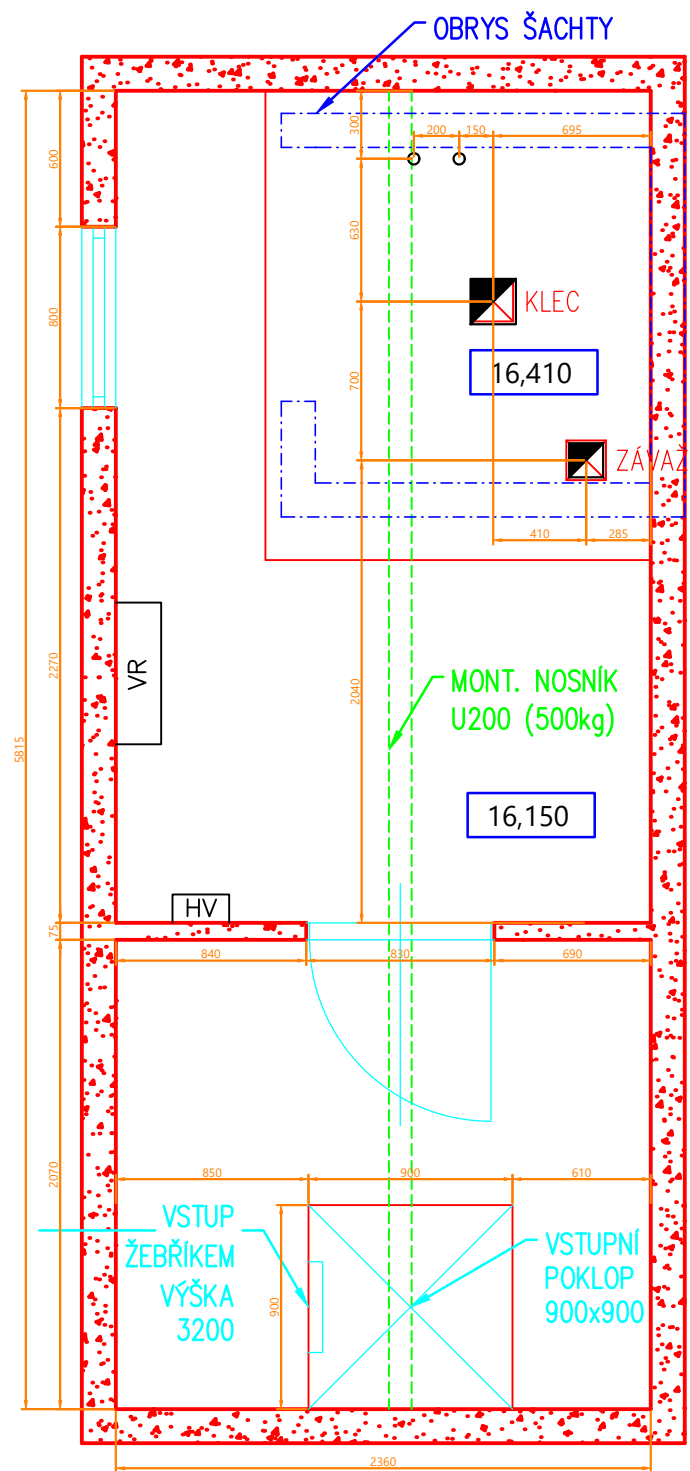 OBRYS ŠACHTY
300
200
150
695
600
630
KLEC
800
16,410
700
ZÁVAŽ
410
285
2270
VR
2040
MONT. NOSNÍK
U200 (500kg)
5815
16,150
HV
75
840
830
690
2070
850
900
610
VSTUP
ŽEBŘÍKEM
VÝŠKA
3200
900
VSTUPNÍ
POKLOP
900x900
2360